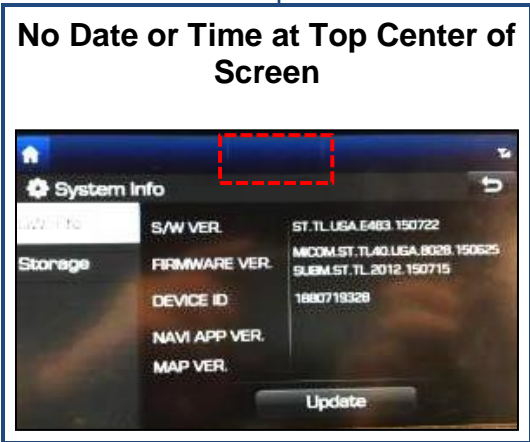 No Date or Time at Top Center of
Screen
System Info
S/W VER. ST.TL.USA.E483.150722
Storage
FIRMWARE VER. MICOM.ST.TL40.USA.8028.150625
SUBM.ST.TL.2012.150715
DEVICE ID 1880719328
NAVI APP VER.
MAP VER.
Update